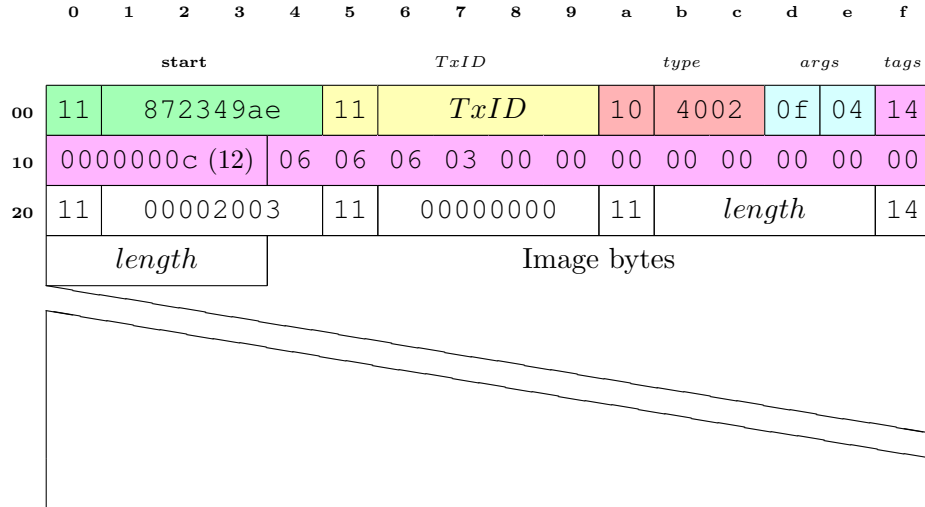 0 1 2 3 4 5 6 7 8 9 a b c d e f
start TxID type args tags
00 11 872349ae 11 TxID 10 4002 0f 04 14
10 0000000c (12) 06 06 06 03 00 00 00 00 00 00 00 00
20 11 00002003 11 00000000 11 length 14
length Image bytes